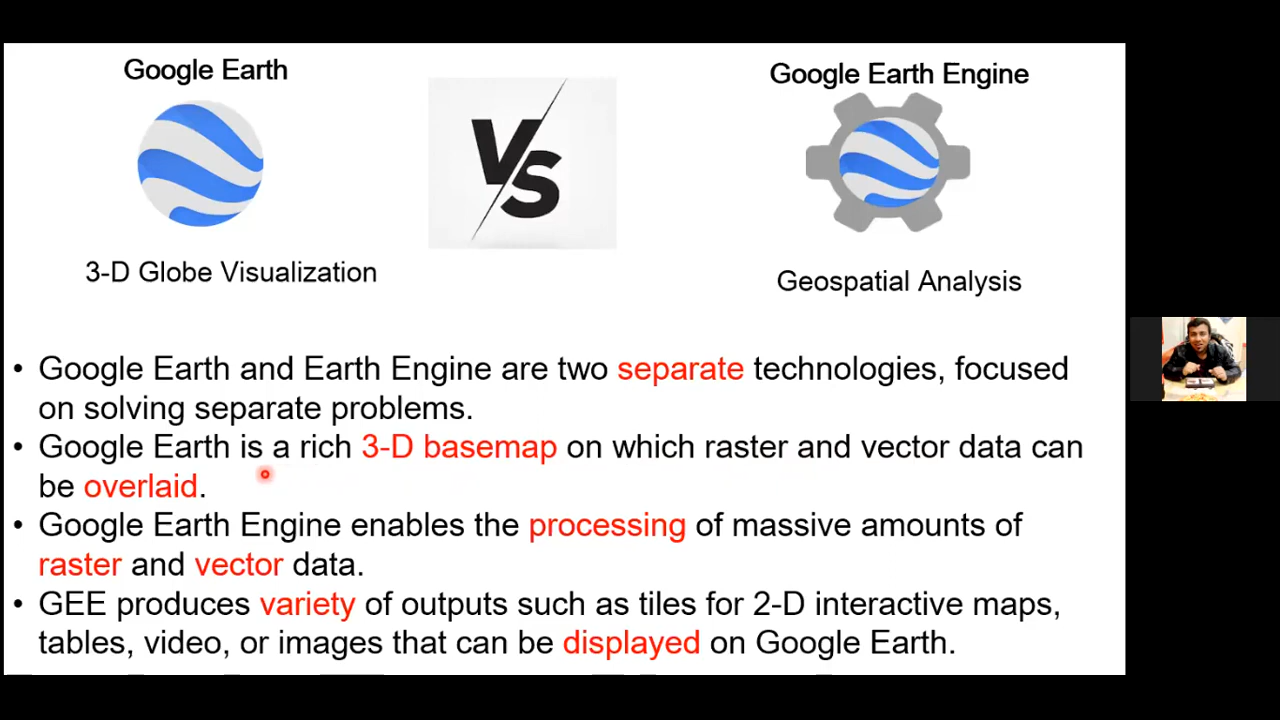 Google Earth
VS
Google Earth Engine
3-D Globe Visualization
Geospatial Analysis
• Google Earth and Earth Engine are two separate technologies, focused
on solving separate problems.
• Google Earth is a rich 3-D basemap on which raster and vector data can
be overlaid.
• Google Earth Engine enables the processing of massive amounts of
raster and vector data.
• GEE produces variety of outputs such as tiles for 2-D interactive maps,
tables, video, or images that can be displayed on Google Earth.